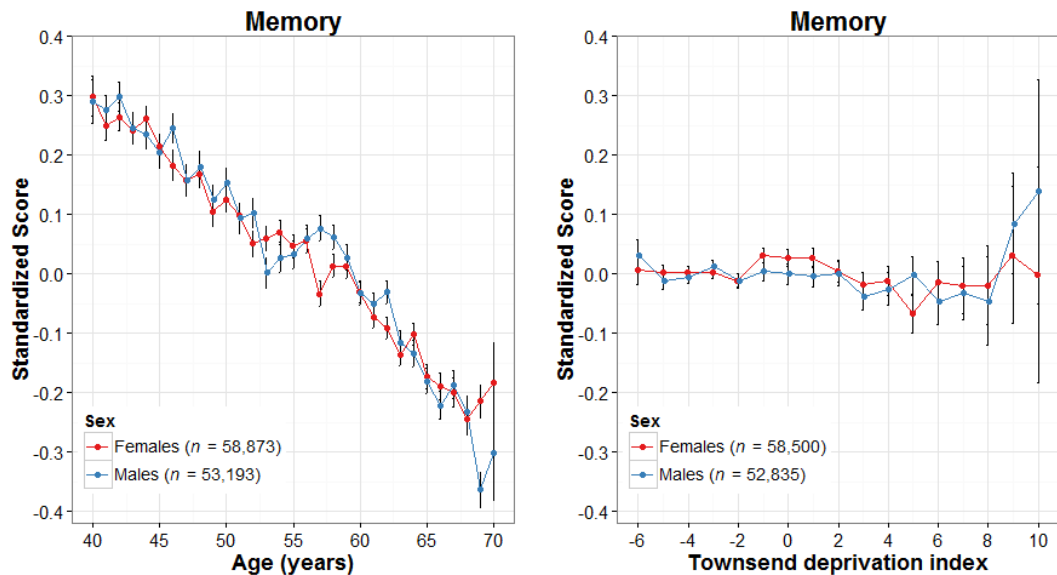 Memory
Standardized Score
0.4
0.3
0.2
0.1
0.0
-0.1
-0.2
-0.3
-0.4
Sex
Females (n = 58,873)
Males (n = 53,193)
40 45 50 55 60 65 70
Age (years)
Memory
Standardized Score
0.4
0.3
0.2
0.1
0.0
-0.1
-0.2
-0.3
-0.4
Sex
Females (n = 58,500)
Males (n = 52,835)
-6 -4 -2 0 2 4 6 8 10
Townsend deprivation index